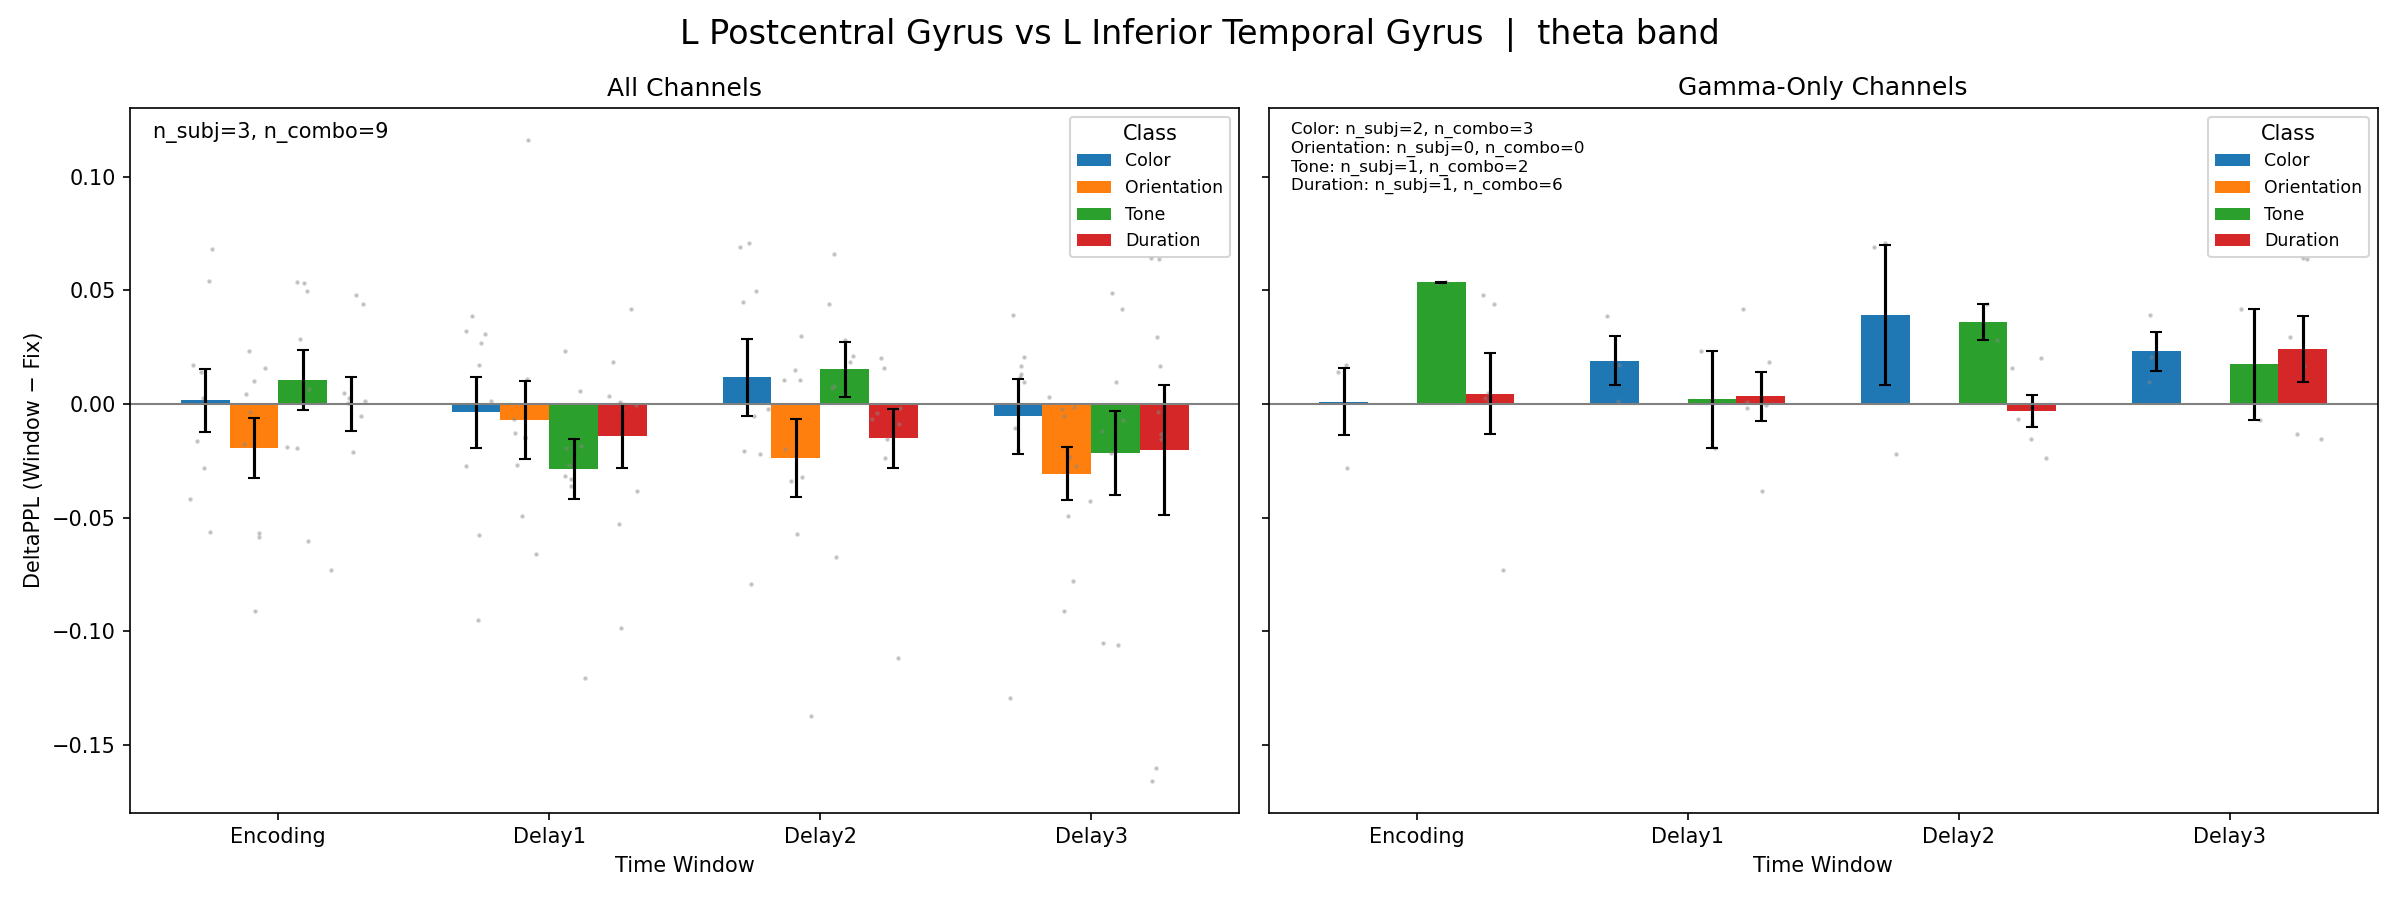 L Postcentral Gyrus vs L Inferior Temporal Gyrus | theta band
All Channels
n_subj=3, n_combo=9
Class
Color
Orientation
Tone
Duration
0.10
0.05
0.00
−0.05
−0.10
−0.15
DeltaPPL (Window − Fix)
Encoding
Delay1
Delay2
Delay3
Time Window
Gamma-Only Channels
Color: n_subj=2, n_combo=3
Orientation: n_subj=0, n_combo=0
Tone: n_subj=1, n_combo=2
Duration: n_subj=1, n_combo=6
Class
Color
Orientation
Tone
Duration
Encoding
Delay1
Delay2
Delay3
Time Window